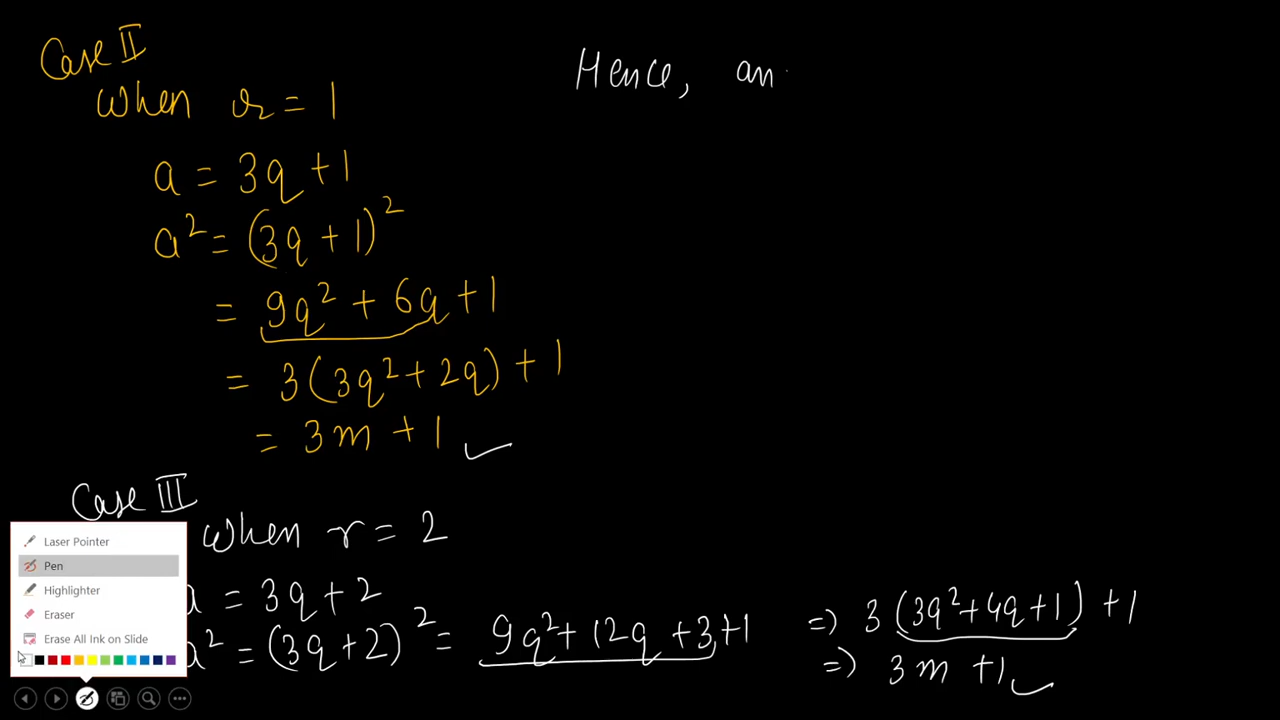 Case II
When r = 1
a = 3q + 1
a² = (3q + 1)²
= 9q² + 6q + 1
= 3(3q² + 2q) + 1
= 3m + 1 ✓
Hence, an
Case III
When r = 2
a = 3q + 2
a² = (3q + 2)² = 9q² + 12q + 3 + 1
⇒ 3(3q² + 4q + 1) + 1
⇒ 3m + 1 ✓
Laser Pointer
Pen
Highlighter
Eraser
Erase All Ink on Slide